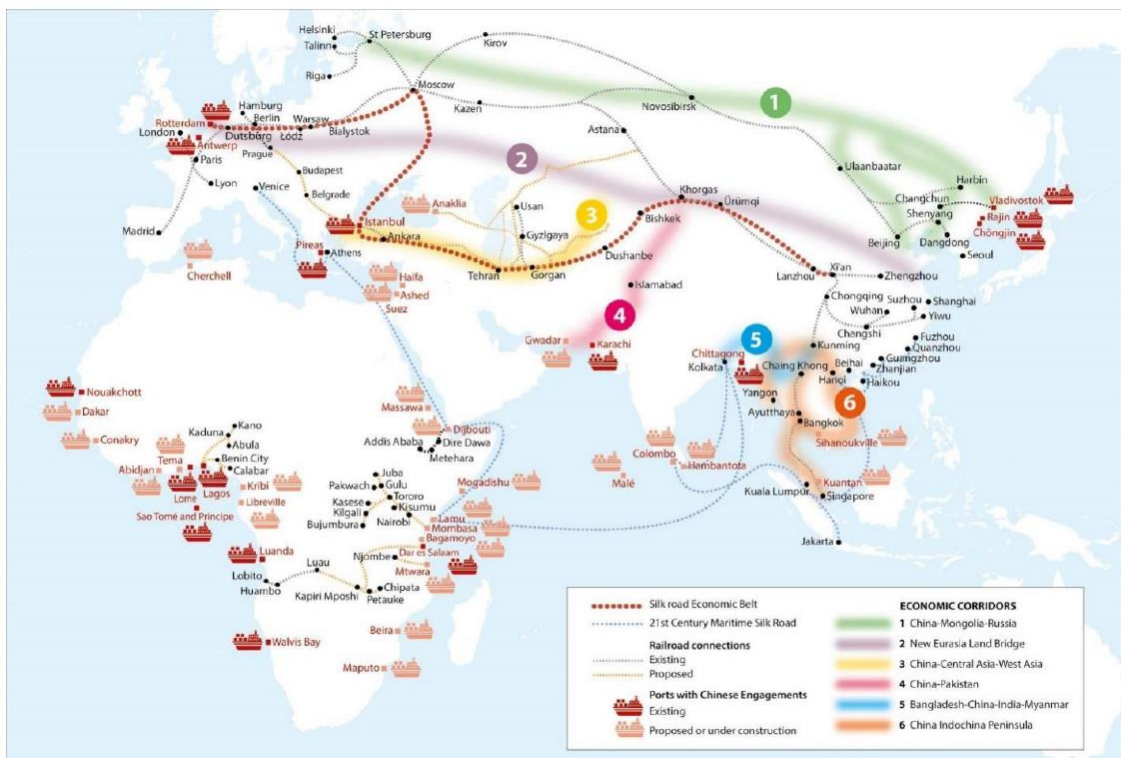 Helsinki
St Petersburg
Talinn
Riga
Kirov
Moscow
Kazen
Novosibirsk
1
Hamburg
Rotterdam
Berlin
Warsaw
London
Dutsburg
Łódź
Bialystok
Antwerp
Prague
Paris
Astana
Ulaanbaatar
Harbin
2
Budapest
Lyon
Venice
Belgrade
Anaklia
Usan
Khorgas
Ürümqi
Changchun
Vladivostok
Shenyang
Rajin
Chōngjin
3
Bishkek
Istanbul
Madrid
Ankara
Gyzlgaya
Beijing
Dangdong
Seoul
Pireas
Athens
Dushanbe
Cherchell
Tehran
Gorgan
Lanzhou
Xi'an
Zhengzhou
Haifa
Ashed
Suez
Islamabad
Chongqing
Suzhou
Shanghai
Wuhan
Yiwu
Changshi
4
Gwadar
Karachi
5
Kunming
Fuzhou
Quanzhou
Chittagong
Kolkata
Chaing Khong
Beihai
Guangzhou
Zhanjian
Hanqi
Haikou
Nouakchott
Dakar
Conakry
Massawa
Yangon
Ayutthaya
6
Bangkok
Kano
Kaduna
Abula
Djibouti
Addis Ababa
Dire Dawa
Metehara
Sihanoukville
Tema
Benin City
Abidjan
Calabar
Colombo
Hambantota
Lome
Lagos
Kribi
Juba
Pakwach
Gulu
Mogadishu
Malé
Kuantan
Kuala Lumpur
Singapore
Libreville
Kasese
Tororo
Kilgali
Kisumu
Sao Tomé and Principe
Bujumbura
Nairobi
Lamu
Mombasa
Bagamoyo
Jakarta
Luanda
Luau
Njombe
Dar es Salaam
Mtwara
Lobito
Huambo
Chipata
Kapiri Mposhi
Petauke
Walvis Bay
Beira
Maputo
Silk road Economic Belt
21st Century Maritime Silk Road
Railroad connections
Existing
Proposed
Ports with Chinese Engagements
Existing
Proposed or under construction
ECONOMIC CORRIDORS
1 China-Mongolia-Russia
2 New Eurasia Land Bridge
3 China-Central Asia-West Asia
4 China-Pakistan
5 Bangladesh-China-India-Myanmar
6 China Indochina Peninsula